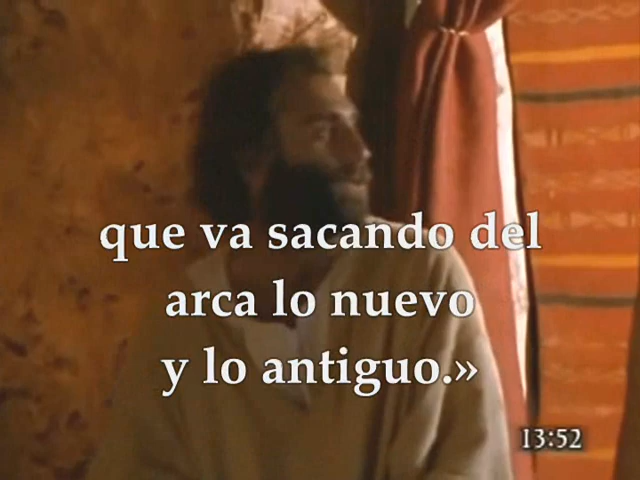 que va sacando del
arca lo nuevo
y lo antiguo.»
13:52